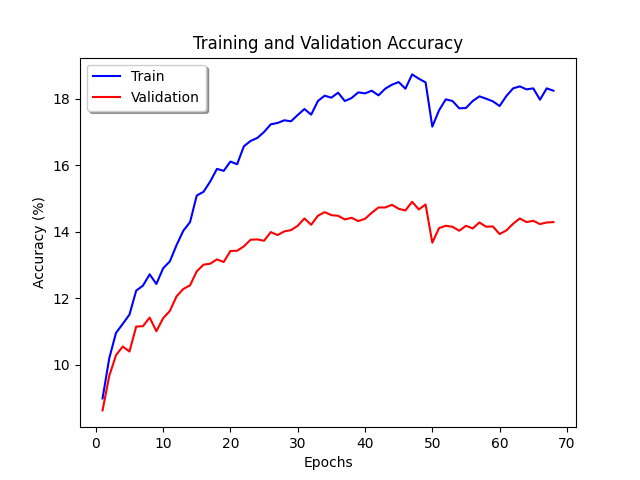 Training and Validation Accuracy
Train
Validation
Accuracy (%)
18
16
14
12
10
0 10 20 30 40 50 60 70
Epochs